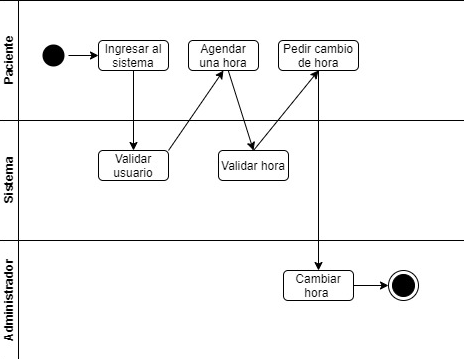 Paciente
Ingresar al
sistema
Agendar
una hora
Pedir cambio
de hora
Sistema
Validar
usuario
Validar hora
Administrador
Cambiar
hora